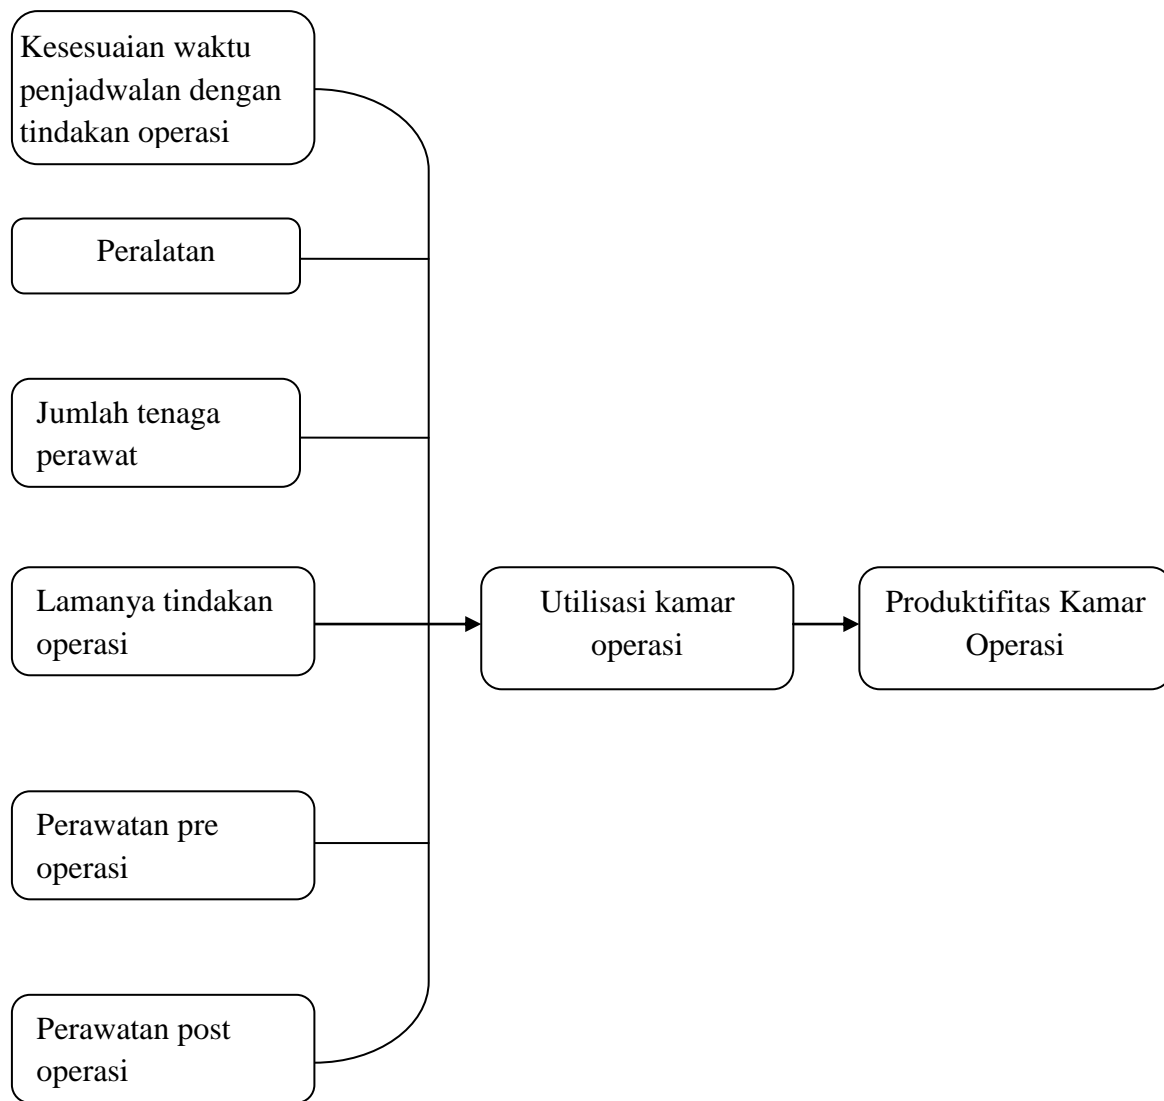 Kesesuaian waktu
penjadwalan dengan
tindakan operasi
Peralatan
Jumlah tenaga
perawat
Lamanya tindakan
operasi
Utilisasi kamar
operasi
Produktifitas Kamar
Operasi
Perawatan pre
operasi
Perawatan post
operasi